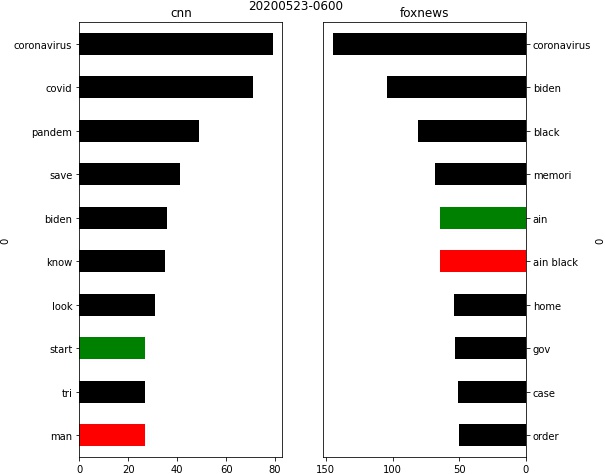 20200523-0600
cnn
foxnews
coronavirus
covid
pandem
save
biden
know
look
start
tri
man
0
0 20 40 60 80
coronavirus
biden
black
memori
ain
ain black
home
gov
case
order
0
150 100 50 0